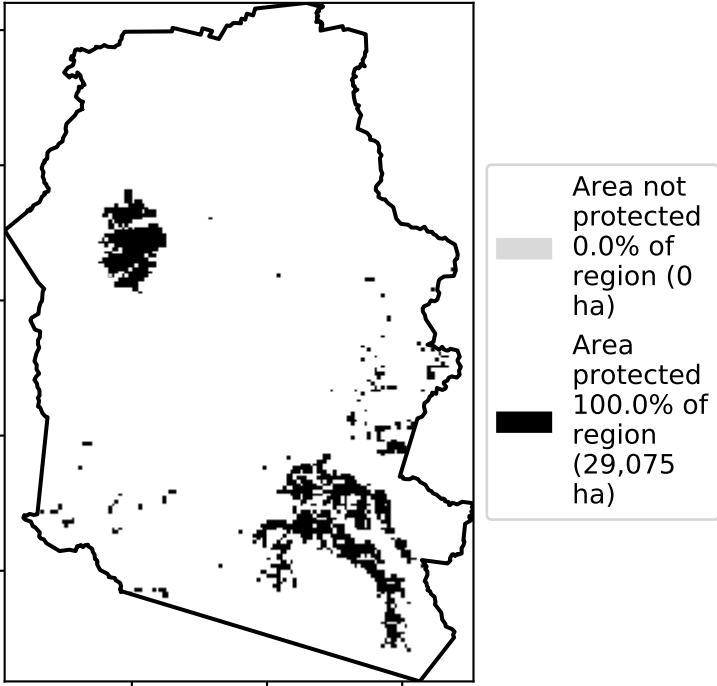 Area not
protected
0.0% of
region (0
ha)
Area
protected
100.0% of
region
(29,075
ha)